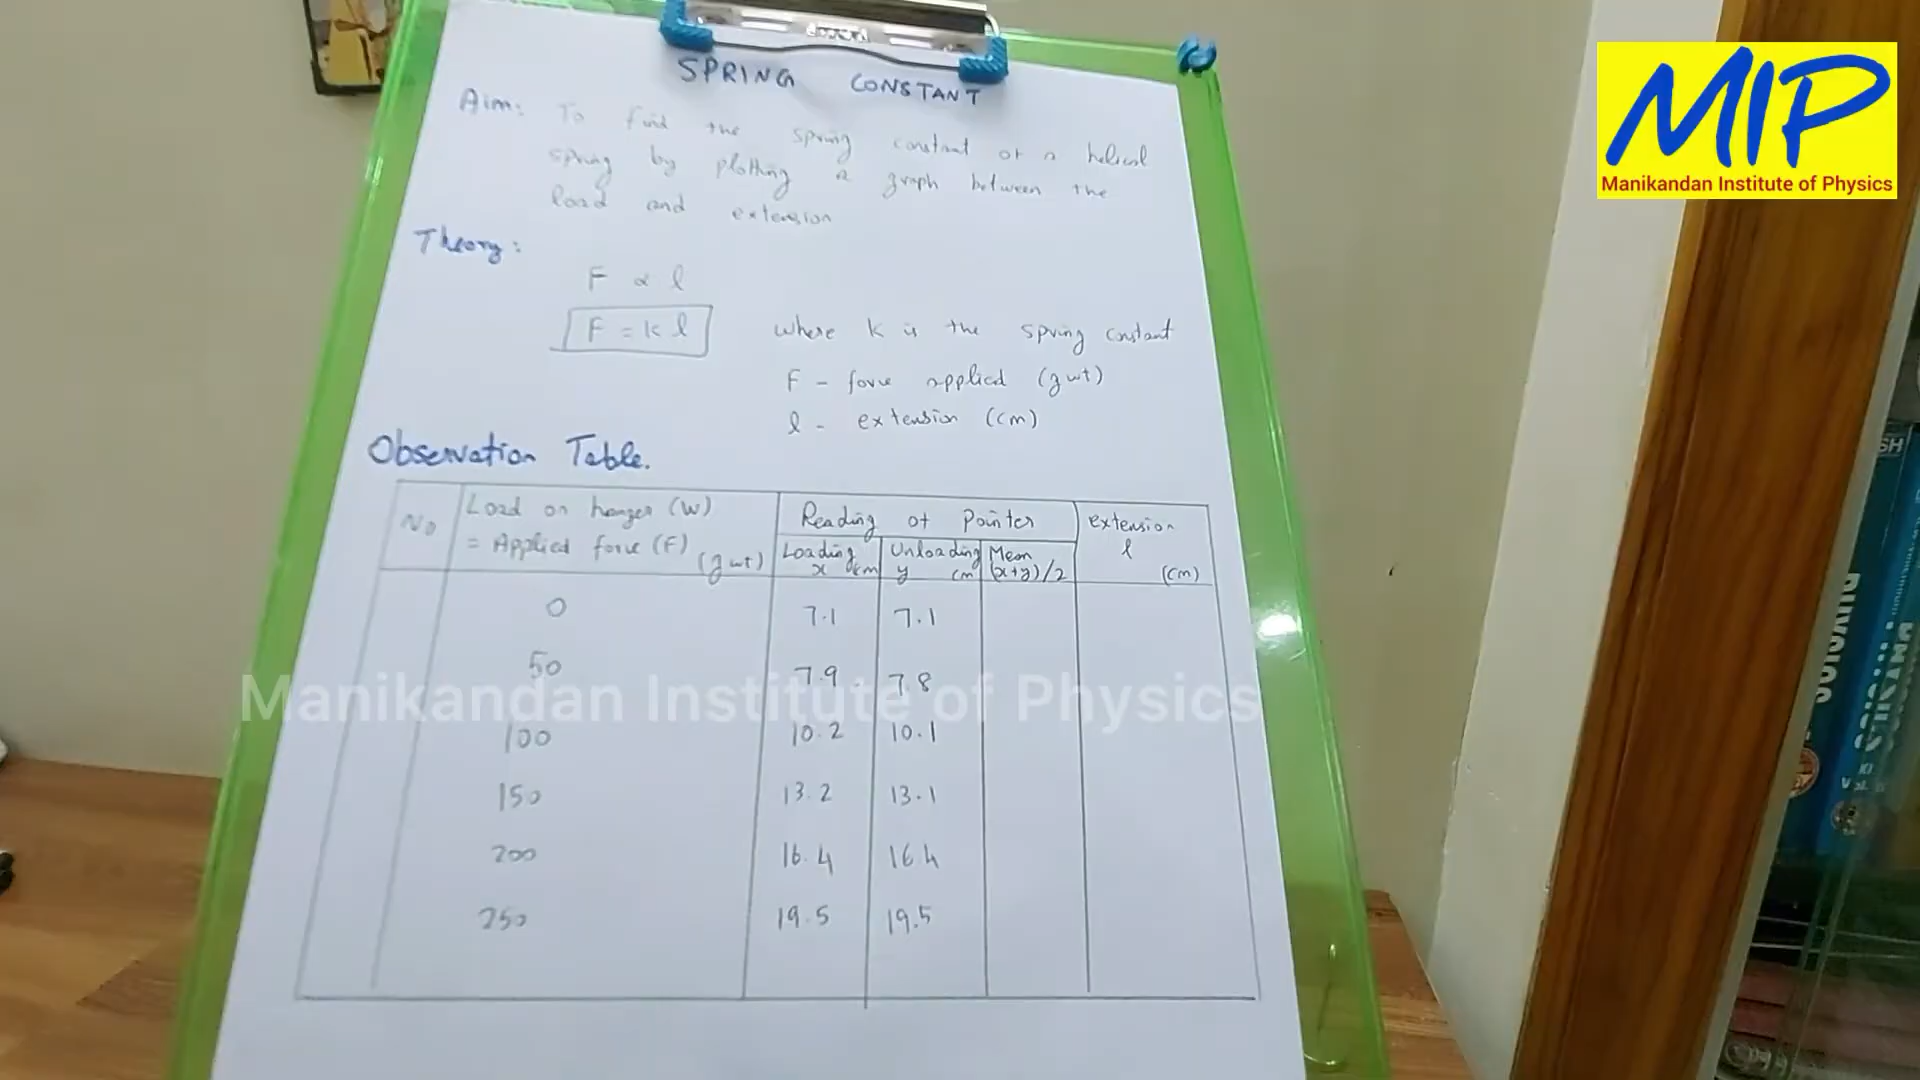 SPRING CONSTANT
Aim: To find the spring constant of a helical
spring by plotting a graph between the
load and extension
Theory:
F ∝ l
F = k l
where k is the spring constant
F - force applied (g wt)
l - extension (cm)
Observation Table.
No
Load on hanger (W)
= Applied force (F)
(g wt)
Reading of Pointer
Loading
x cm
Unloading
y cm
Mean
(x+y)/2
extension
l
(cm)
0 7.1 7.1
50 7.9 7.8
100 10.2 10.1
150 13.2 13.1
200 16.4 16.4
250 19.5 19.5
Manikandan Institute of Physics
MIP
Manikandan Institute of Physics
SH